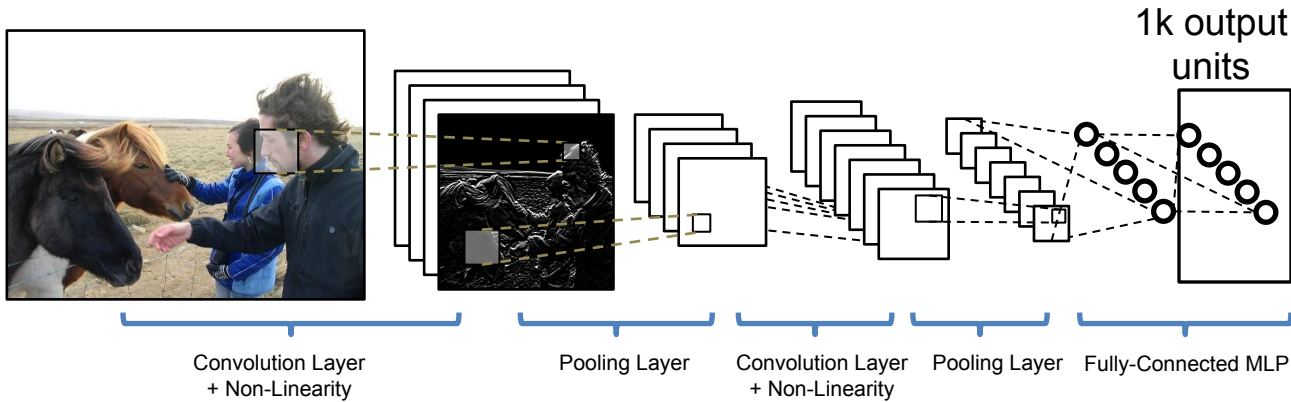 1k output
units
Convolution Layer
+ Non-Linearity
Pooling Layer
Convolution Layer
+ Non-Linearity
Pooling Layer
Fully-Connected MLP